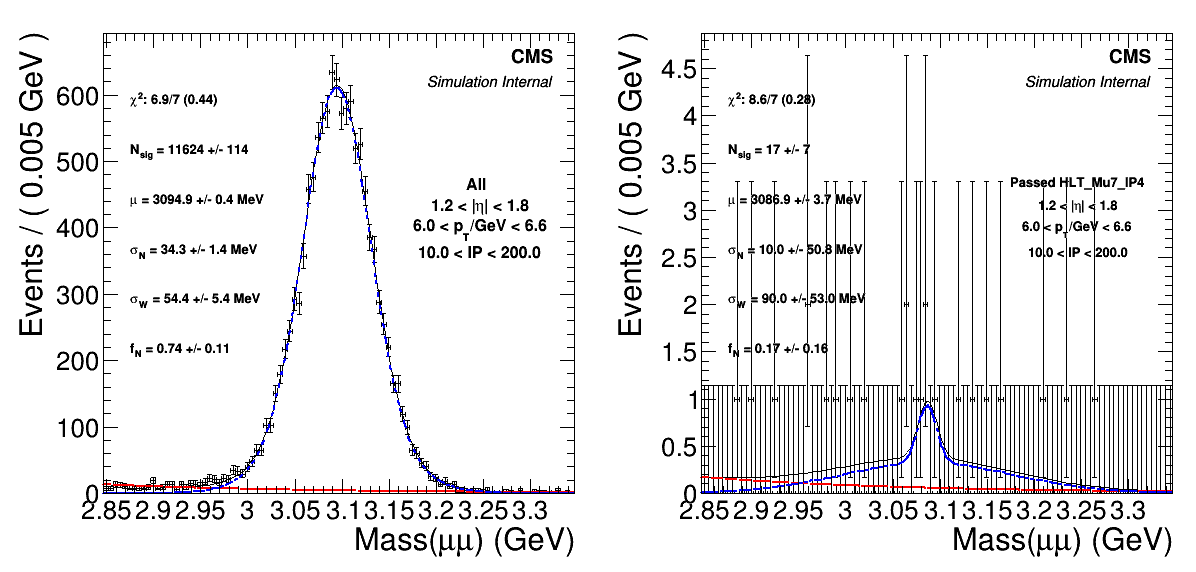 Events / ( 0.005 GeV )
CMS
Simulation Internal
χ²: 6.9/7 (0.44)
N_sig = 11624 +/- 114
μ = 3094.9 +/- 0.4 MeV
σ_N = 34.3 +/- 1.4 MeV
σ_W = 54.4 +/- 5.4 MeV
f_N = 0.74 +/- 0.11
All
1.2 < |η| < 1.8
6.0 < p_T/GeV < 6.6
10.0 < IP < 200.0
600
500
400
300
200
100
0
2.85 2.9 2.95 3 3.05 3.1 3.15 3.2 3.25 3.3
Mass(μμ) (GeV)
Events / ( 0.005 GeV )
CMS
Simulation Internal
χ²: 8.6/7 (0.28)
N_sig = 17 +/- 7
μ = 3086.9 +/- 3.7 MeV
σ_N = 10.0 +/- 50.8 MeV
σ_W = 90.0 +/- 53.0 MeV
f_N = 0.17 +/- 0.16
Passed HLT_Mu7_IP4
1.2 < |η| < 1.8
6.0 < p_T/GeV < 6.6
10.0 < IP < 200.0
4.5
4
3.5
3
2.5
2
1.5
1
0.5
0
2.85 2.9 2.95 3 3.05 3.1 3.15 3.2 3.25 3.3
Mass(μμ) (GeV)